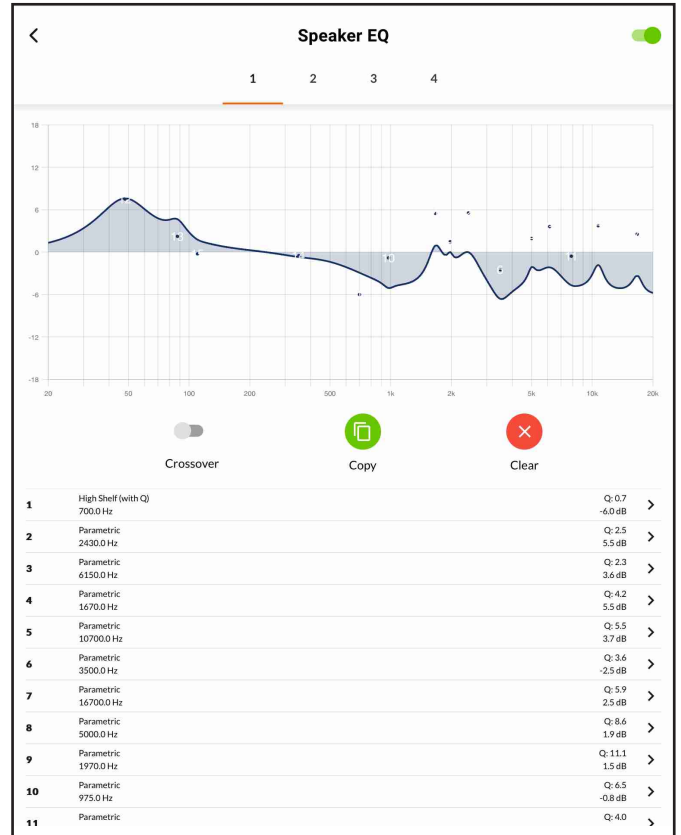 Speaker EQ
1 2 3 4
18
12
6
0
-6
-12
-18
20 50 100 200 500 1k 2k 5k 10k 20k
Crossover Copy Clear
1 High Shelf (with Q) Q: 0.7
700.0 Hz -6.0 dB
2 Parametric Q: 2.5
2430.0 Hz 5.5 dB
3 Parametric Q: 2.3
6150.0 Hz 3.6 dB
4 Parametric Q: 4.2
1670.0 Hz 5.5 dB
5 Parametric Q: 5.5
10700.0 Hz 3.7 dB
6 Parametric Q: 3.6
3500.0 Hz -2.5 dB
7 Parametric Q: 5.9
16700.0 Hz 2.5 dB
8 Parametric Q: 8.6
5000.0 Hz 1.9 dB
9 Parametric Q: 11.1
1970.0 Hz 1.5 dB
10 Parametric Q: 6.5
975.0 Hz -0.8 dB
11 Parametric Q: 4.0